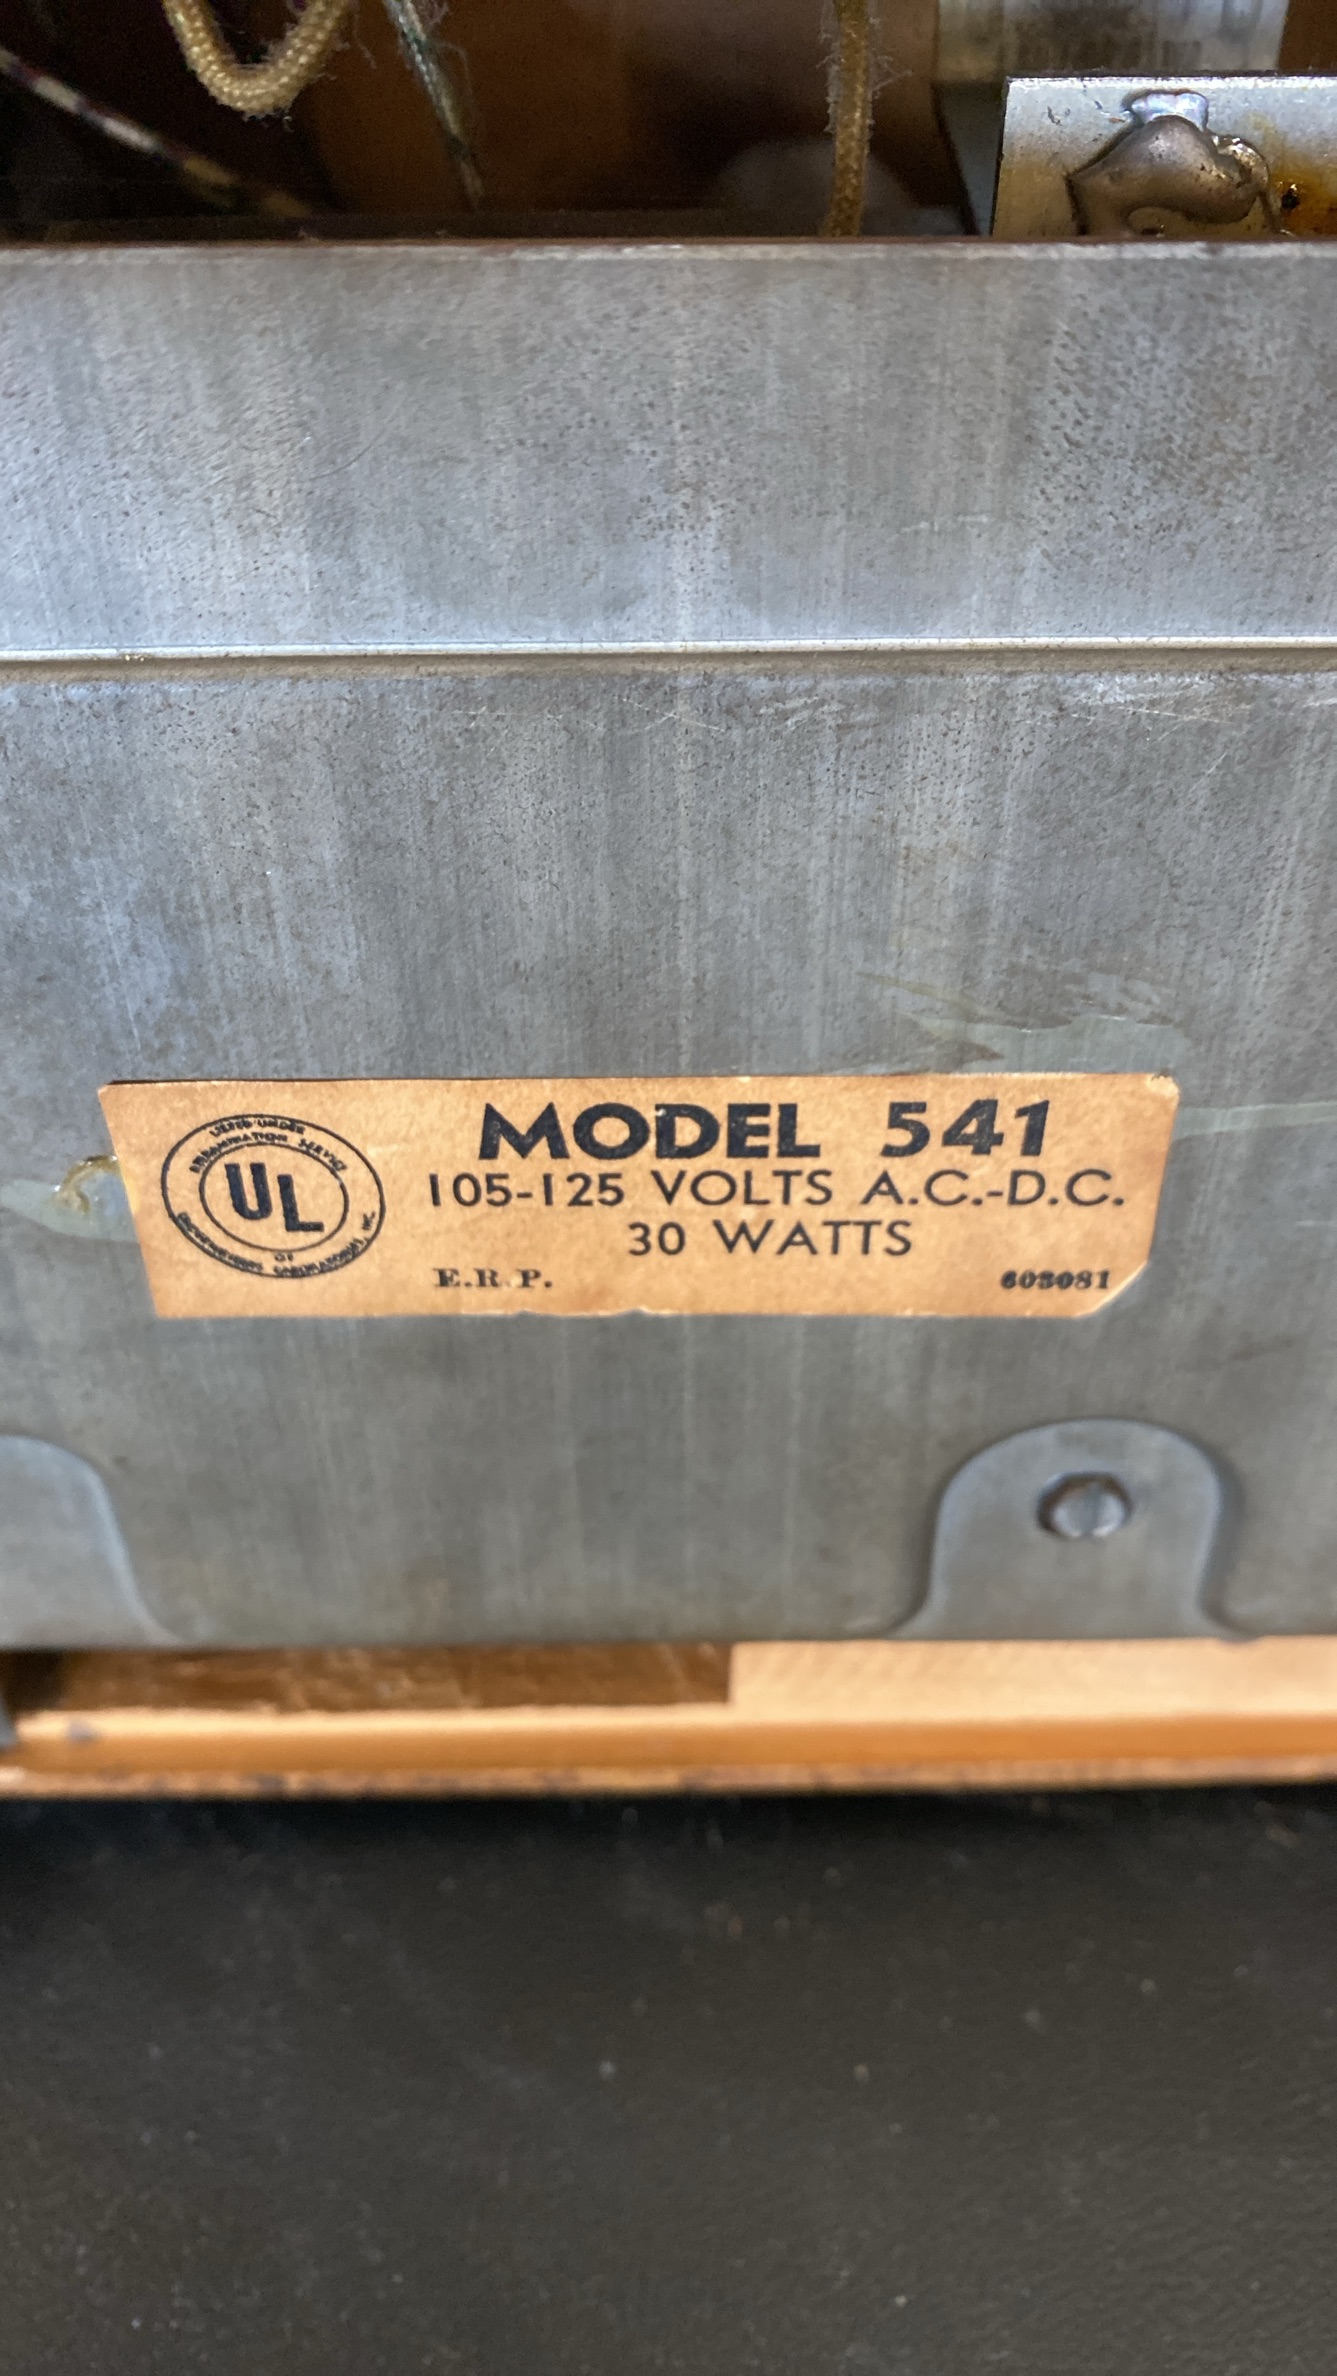 MODEL 541
105-125 VOLTS A.C.-D.C.
30 WATTS
E.R.P.
UL